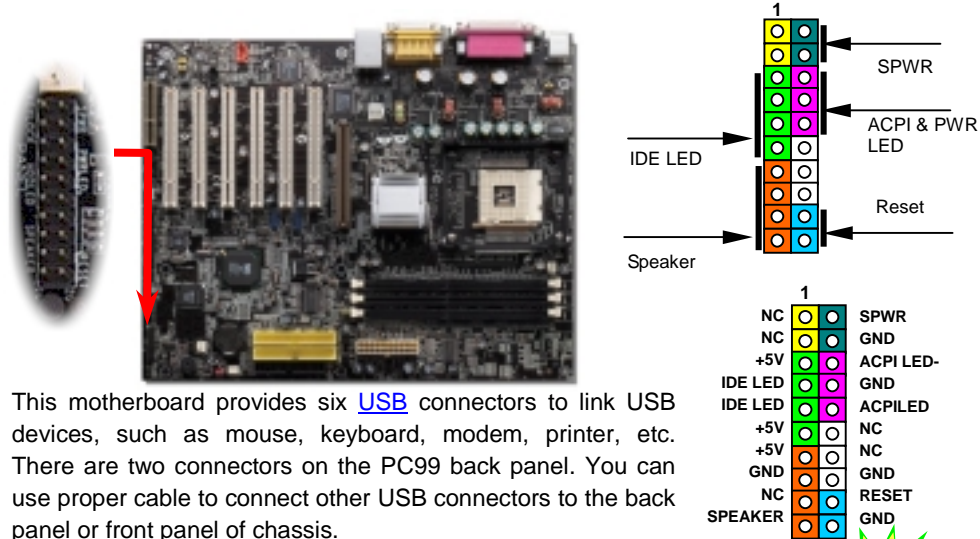 1
SPWR
ACPI & PWR
LED
IDE LED
Reset
Speaker
1
NC SPWR
NC GND
+5V ACPI LED-
IDE LED GND
IDE LED ACPILED
+5V NC
+5V NC
GND GND
NC RESET
SPEAKER GND
This motherboard provides six USB connectors to link USB
devices, such as mouse, keyboard, modem, printer, etc.
There are two connectors on the PC99 back panel. You can
use proper cable to connect other USB connectors to the back
panel or front panel of chassis.